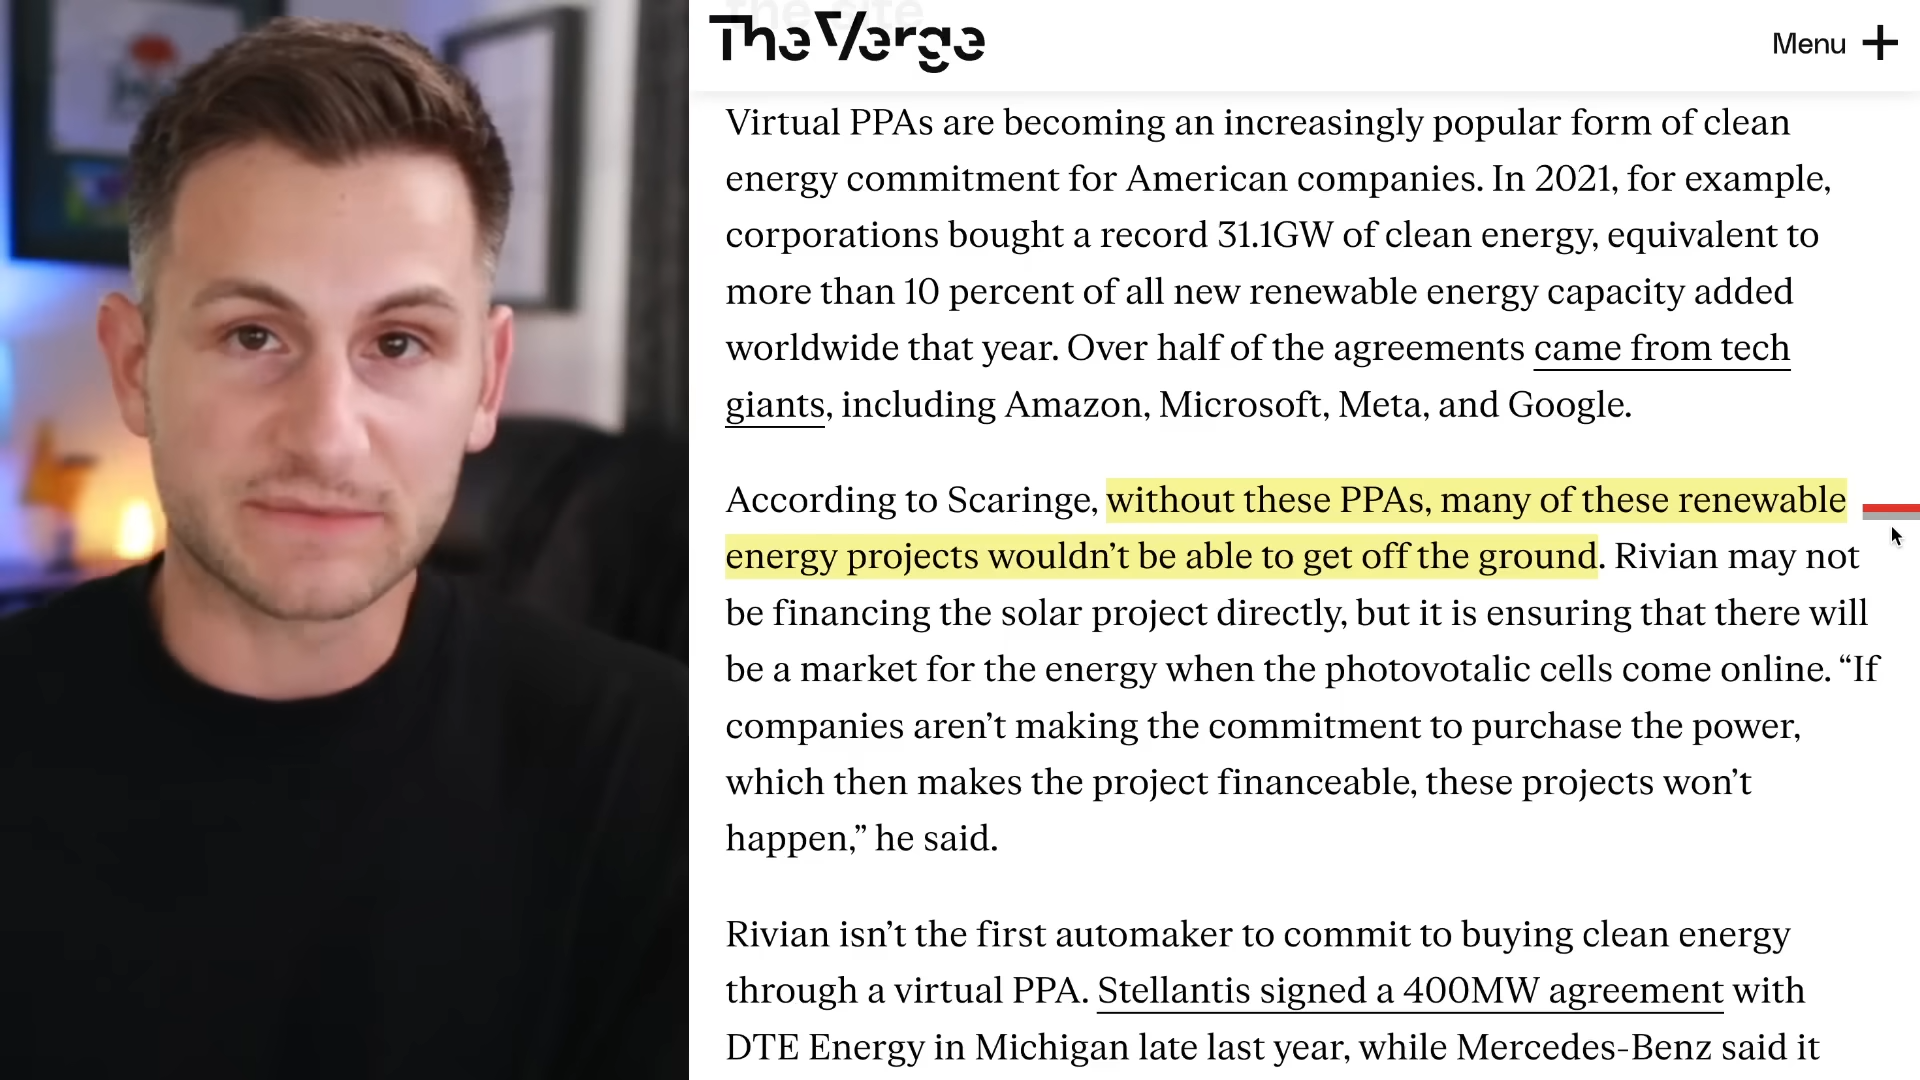 the site
The Verge
Menu
Virtual PPAs are becoming an increasingly popular form of clean
energy commitment for American companies. In 2021, for example,
corporations bought a record 31.1GW of clean energy, equivalent to
more than 10 percent of all new renewable energy capacity added
worldwide that year. Over half of the agreements came from tech
giants, including Amazon, Microsoft, Meta, and Google.
According to Scaringe, without these PPAs, many of these renewable
energy projects wouldn’t be able to get off the ground. Rivian may not
be financing the solar project directly, but it is ensuring that there will
be a market for the energy when the photovotalic cells come online. “If
companies aren’t making the commitment to purchase the power,
which then makes the project financeable, these projects won’t
happen,” he said.
Rivian isn’t the first automaker to commit to buying clean energy
through a virtual PPA. Stellantis signed a 400MW agreement with
DTE Energy in Michigan late last year, while Mercedes-Benz said it